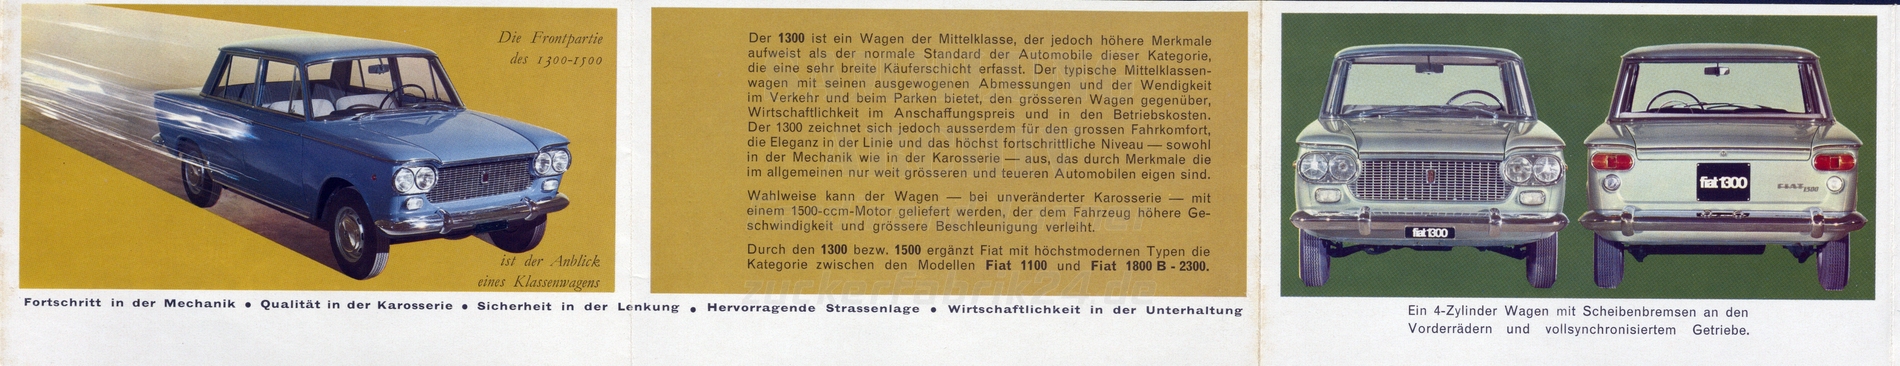 Die Frontpartie
des 1300-1500
ist der Anblick
eines Klassenwagens
Der 1300 ist ein Wagen der Mittelklasse, der jedoch höhere Merkmale
aufweist als der normale Standard der Automobile dieser Kategorie,
die eine sehr breite Käuferschicht erfasst. Der typische Mittelklassen-
wagen mit seinen ausgewogenen Abmessungen und der Wendigkeit
im Verkehr und beim Parken bietet, den grösseren Wagen gegenüber,
Wirtschaftlichkeit im Anschaffungspreis und in den Betriebskosten.
Der 1300 zeichnet sich jedoch ausserdem für den grossen Fahrkomfort,
die Eleganz in der Linie und das höchst fortschrittliche Niveau — sowohl
in der Mechanik wie in der Karosserie — aus, das durch Merkmale die
im allgemeinen nur weit grösseren und teueren Automobilen eigen sind.
Wahlweise kann der Wagen — bei unveränderter Karosserie — mit
einem 1500-ccm-Motor geliefert werden, der dem Fahrzeug höhere Ge-
schwindigkeit und grössere Beschleunigung verleiht.
Durch den 1300 bezw. 1500 ergänzt Fiat mit höchstmodernen Typen die
Kategorie zwischen den Modellen Fiat 1100 und Fiat 1800 B - 2300.
zuckerfabrik24.de
Fortschritt in der Mechanik • Qualität in der Karosserie • Sicherheit in der Lenkung • Hervorragende Strassenlage • Wirtschaftlichkeit in der Unterhaltung
fiat 1300
fiat 1300
FIAT 1300
Ein 4-Zylinder Wagen mit Scheibenbremsen an den
Vorderrädern und vollsynchronisiertem Getriebe.